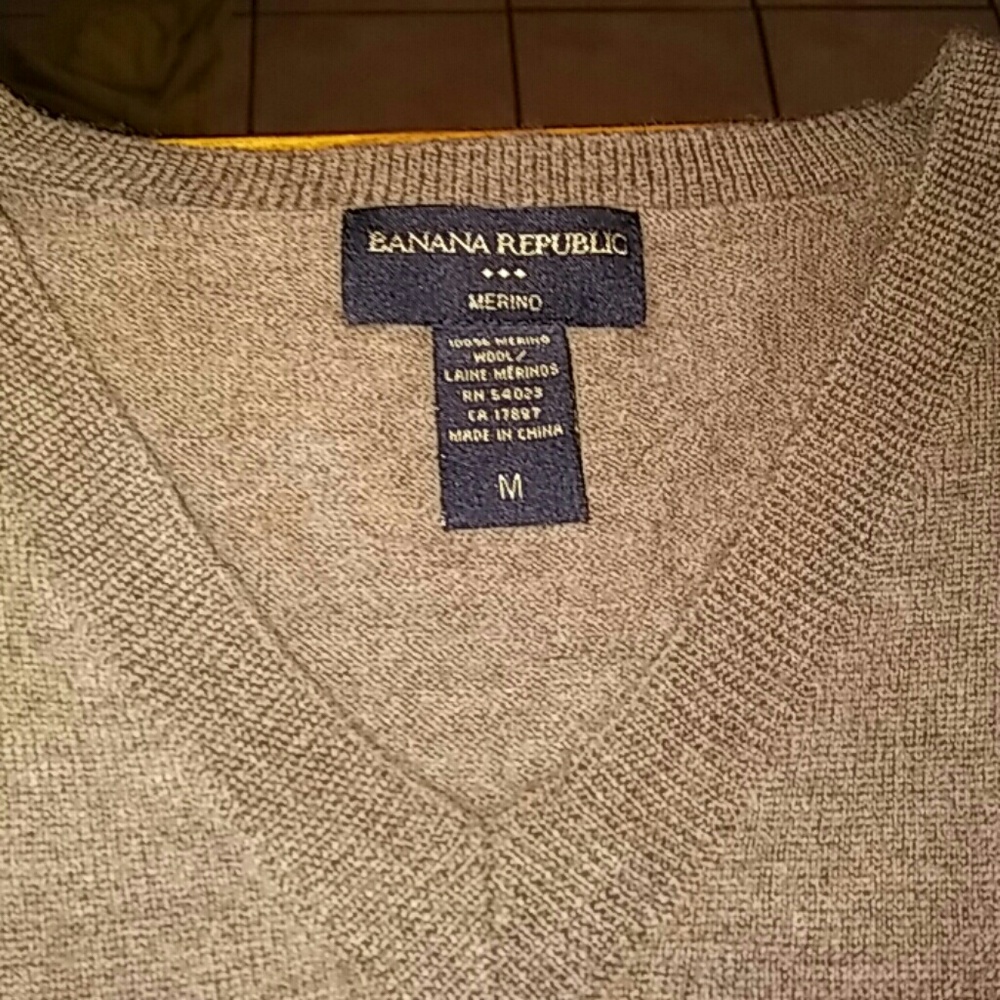 BANANA REPUBLIC
MERINO
100% MERINO
WOOL/
LAINE MÉRINOS
RN 54023
CA 17897
MADE IN CHINA
M